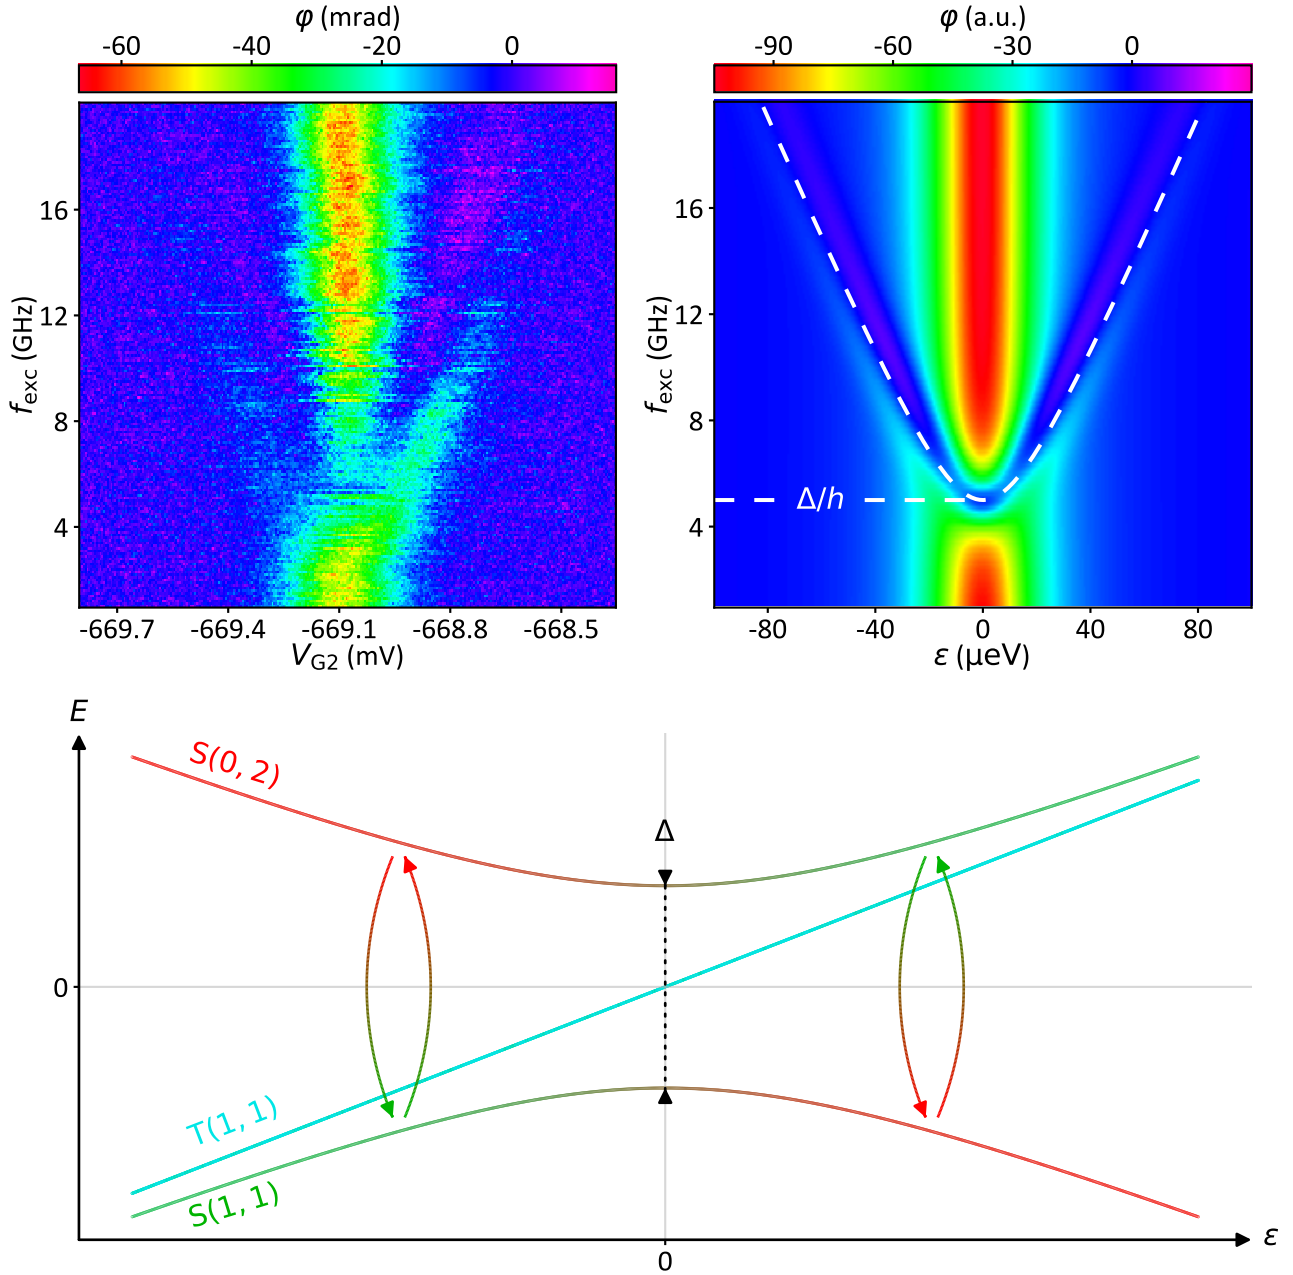 φ (mrad)
-60 -40 -20 0
16
12
8
4
f_exc (GHz)
-669.7 -669.4 -669.1 -668.8 -668.5
V_G2 (mV)
φ (a.u.)
-90 -60 -30 0
16
12
8
4
f_exc (GHz)
Δ/h
-80 -40 0 40 80
ε (μeV)
E
S(0, 2)
Δ
0
T(1, 1)
S(1, 1)
ε
0